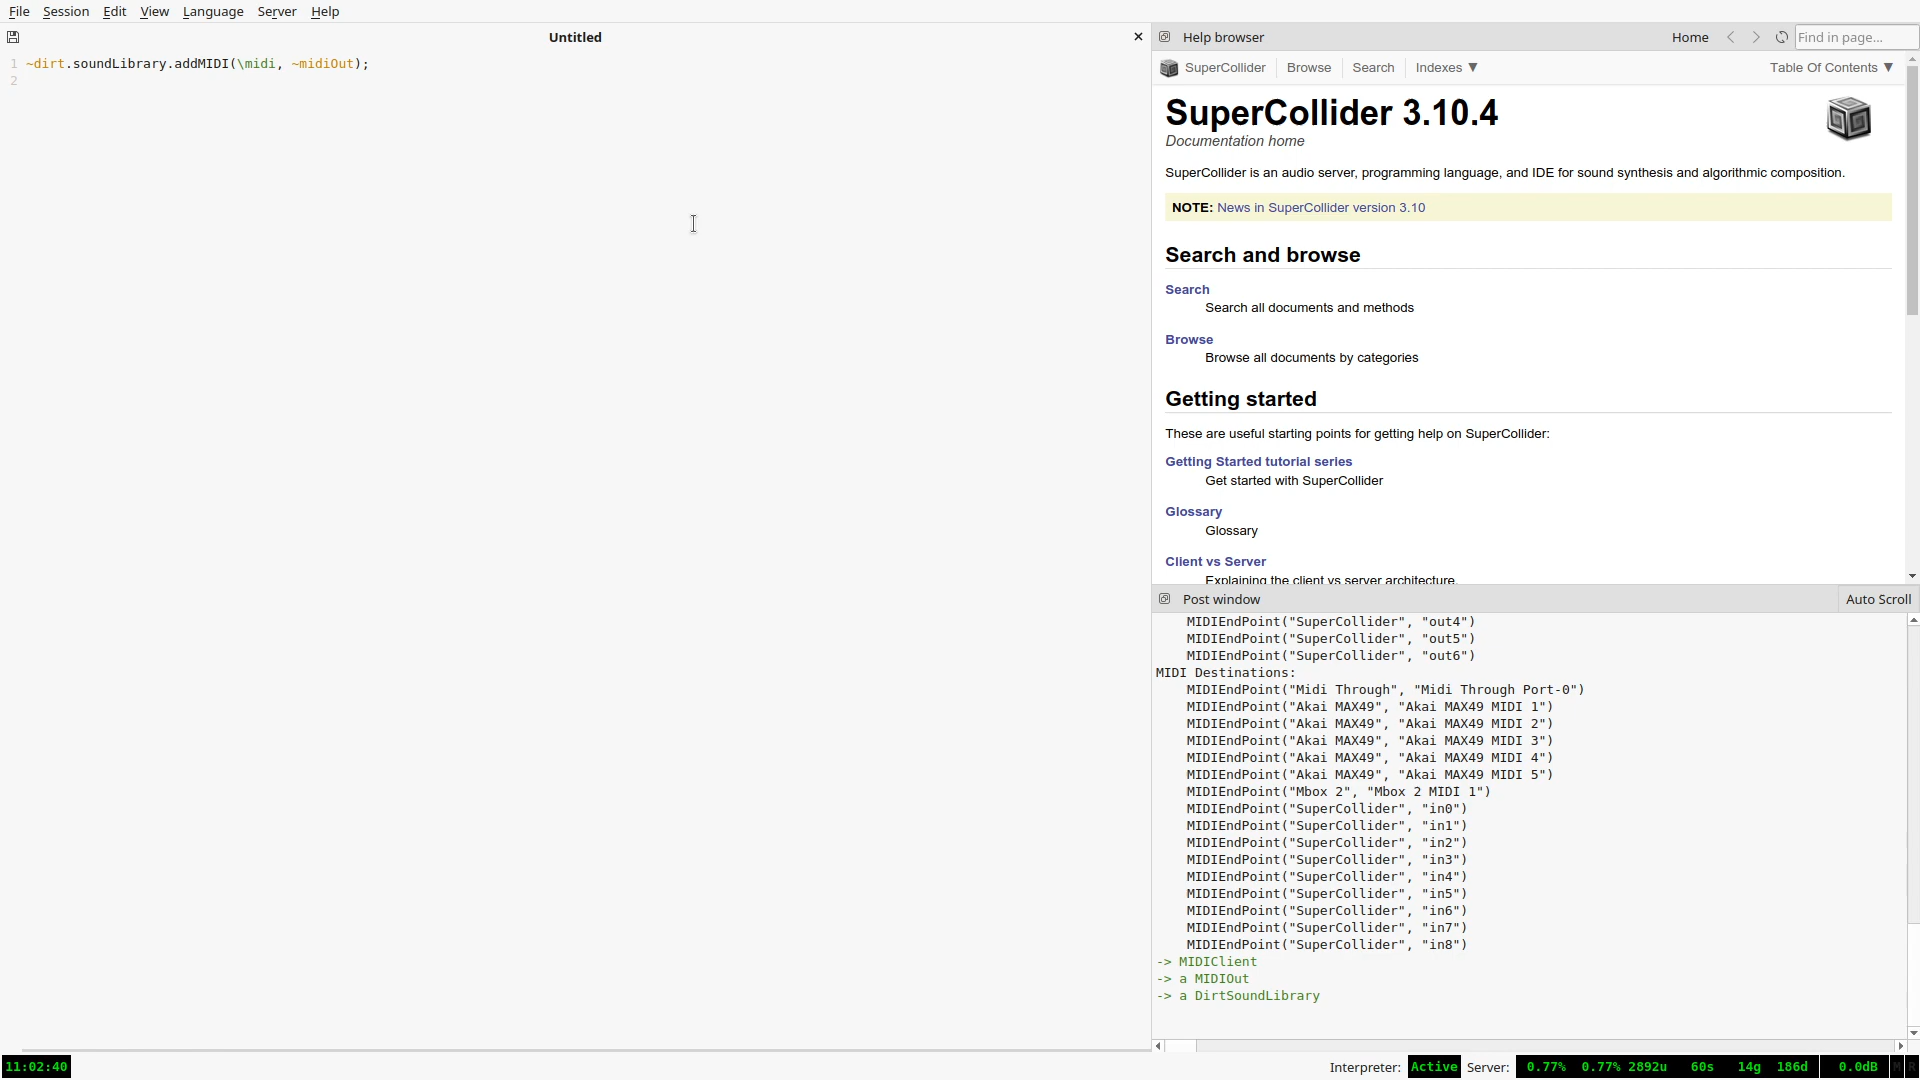 File Session Edit View Language Server Help
Untitled
1 ~dirt.soundLibrary.addMIDI(\midi, ~midiOut);
2
Help browser Home Find in page...
SuperCollider Browse Search Indexes ▼ Table Of Contents ▼
SuperCollider 3.10.4
Documentation home
SuperCollider is an audio server, programming language, and IDE for sound synthesis and algorithmic composition.
NOTE: News in SuperCollider version 3.10
Search and browse
Search
Search all documents and methods
Browse
Browse all documents by categories
Getting started
These are useful starting points for getting help on SuperCollider:
Getting Started tutorial series
Get started with SuperCollider
Glossary
Glossary
Client vs Server
Explaining the client vs server architecture.
Post window Auto Scroll
MIDIEndPoint("SuperCollider", "out4")
MIDIEndPoint("SuperCollider", "out5")
MIDIEndPoint("SuperCollider", "out6")
MIDI Destinations:
MIDIEndPoint("Midi Through", "Midi Through Port-0")
MIDIEndPoint("Akai MAX49", "Akai MAX49 MIDI 1")
MIDIEndPoint("Akai MAX49", "Akai MAX49 MIDI 2")
MIDIEndPoint("Akai MAX49", "Akai MAX49 MIDI 3")
MIDIEndPoint("Akai MAX49", "Akai MAX49 MIDI 4")
MIDIEndPoint("Akai MAX49", "Akai MAX49 MIDI 5")
MIDIEndPoint("Mbox 2", "Mbox 2 MIDI 1")
MIDIEndPoint("SuperCollider", "in0")
MIDIEndPoint("SuperCollider", "in1")
MIDIEndPoint("SuperCollider", "in2")
MIDIEndPoint("SuperCollider", "in3")
MIDIEndPoint("SuperCollider", "in4")
MIDIEndPoint("SuperCollider", "in5")
MIDIEndPoint("SuperCollider", "in6")
MIDIEndPoint("SuperCollider", "in7")
MIDIEndPoint("SuperCollider", "in8")
-> MIDIClient
-> a MIDIOut
-> a DirtSoundLibrary
11:02:40 Interpreter: Active Server: 0.77% 0.77% 2892u 60s 14g 186d 0.0dB M R